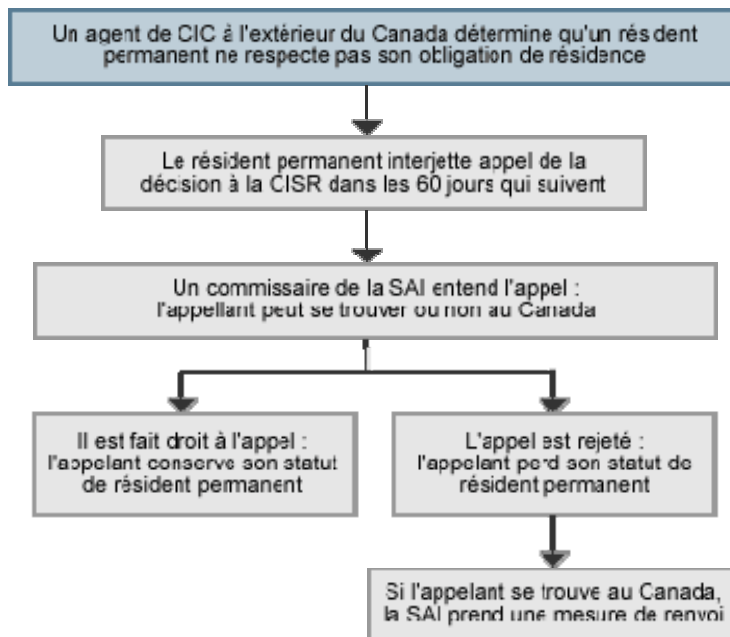 Un agent de CIC à l'extérieur du Canada détermine qu'un résident
permanent ne respecte pas son obligation de résidence
Le résident permanent interjette appel de la
décision à la CISR dans les 60 jours qui suivent
Un commissaire de la SAI entend l'appel :
l'appellant peut se trouver ou non au Canada
Il est fait droit à l'appel :
l'appelant conserve son statut
de résident permanent
L'appel est rejeté :
l'appelant perd son statut de
résident permanent
Si l'appelant se trouve au Canada,
la SAI prend une mesure de renvoi